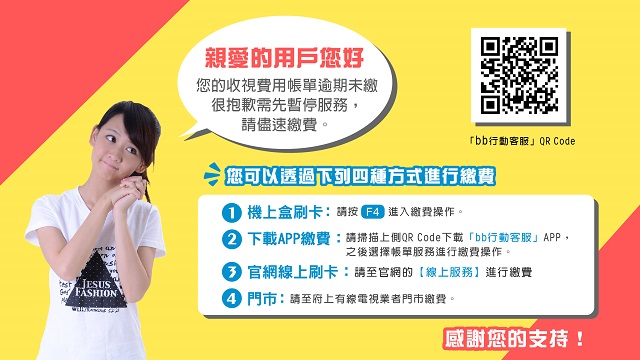 親愛的用戶您好
您的收視費用帳單逾期未繳
很抱歉需先暫停服務，
請儘速繳費。
「bb行動客服」QR Code
您可以透過下列四種方式進行繳費
1 機上盒刷卡：請按 F4 進入繳費操作。
2 下載APP繳費：請掃描上側QR Code下載「bb行動客服」APP，
之後選擇帳單服務進行繳費操作。
3 官網線上刷卡：請至官網的【線上服務】進行繳費
4 門市：請至府上有線電視業者門市繳費。
JESUS
FASHION
感謝您的支持！